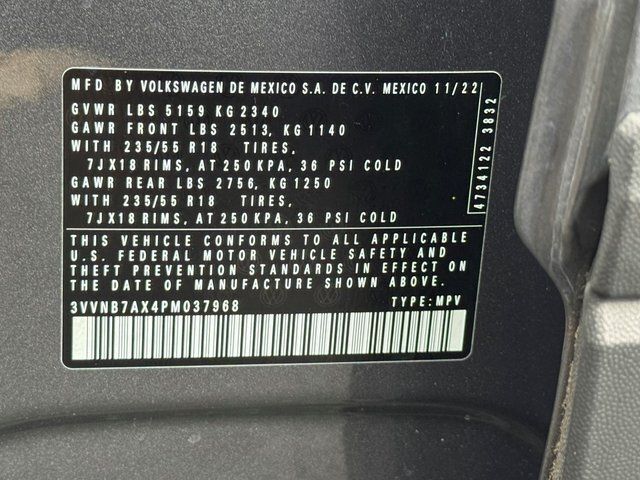 MFD BY VOLKSWAGEN DE MEXICO S.A. DE C.V. MEXICO 11/22
GVWR LBS 5159 KG 2340
GAWR FRONT LBS 2513, KG 1140
WITH 235/55 R18 TIRES,
7JX18 RIMS, AT 250 KPA, 36 PSI COLD
GAWR REAR LBS 2756, KG 1250
WITH 235/55 R18 TIRES,
7JX18 RIMS, AT 250 KPA, 36 PSI COLD
4734122 3832
THIS VEHICLE CONFORMS TO ALL APPLICABLE
U.S. FEDERAL MOTOR VEHICLE SAFETY AND
THEFT PREVENTION STANDARDS IN EFFECT ON
THE DATE OF MANUFACTURE SHOWN ABOVE.
3VVNB7AX4PM037968 TYPE: MPV